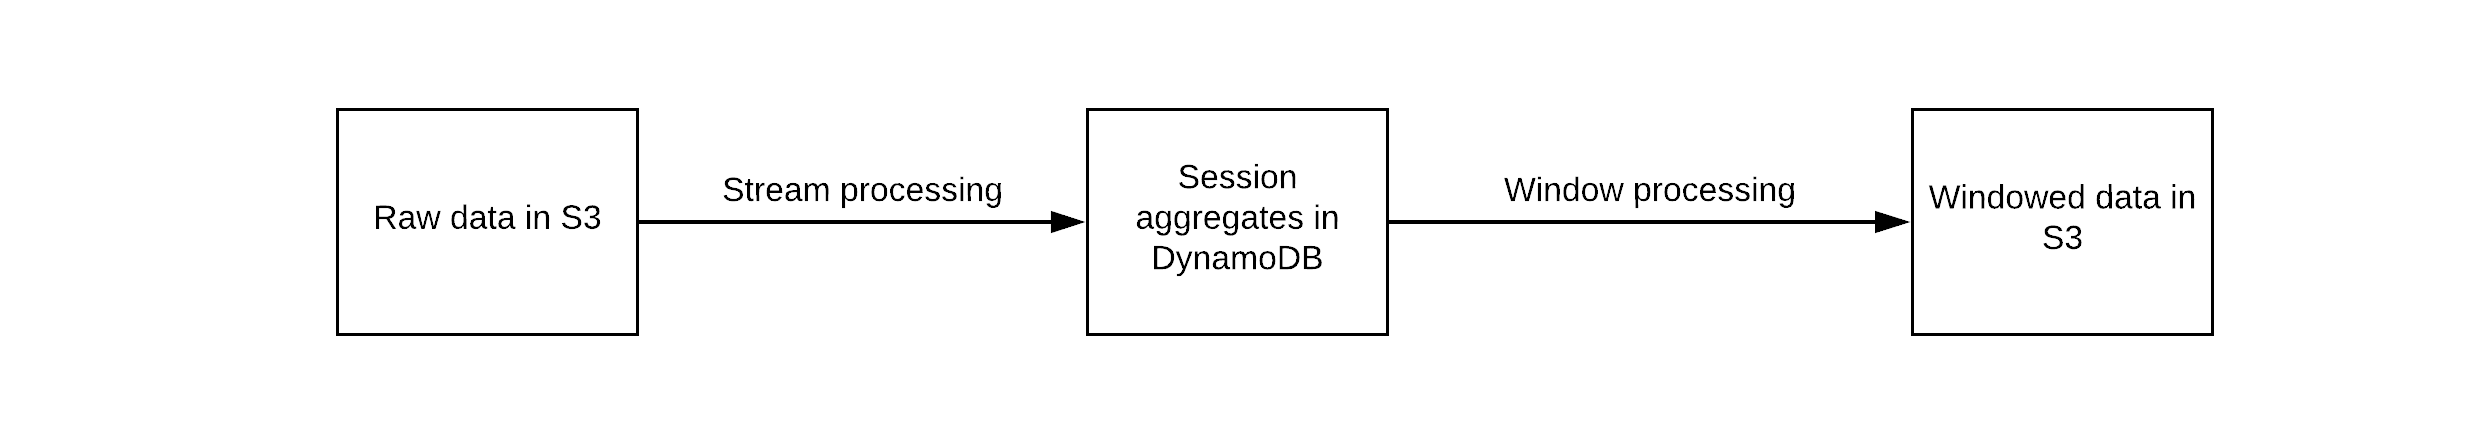 Raw data in S3
Stream processing
Session
aggregates in
DynamoDB
Window processing
Windowed data in
S3